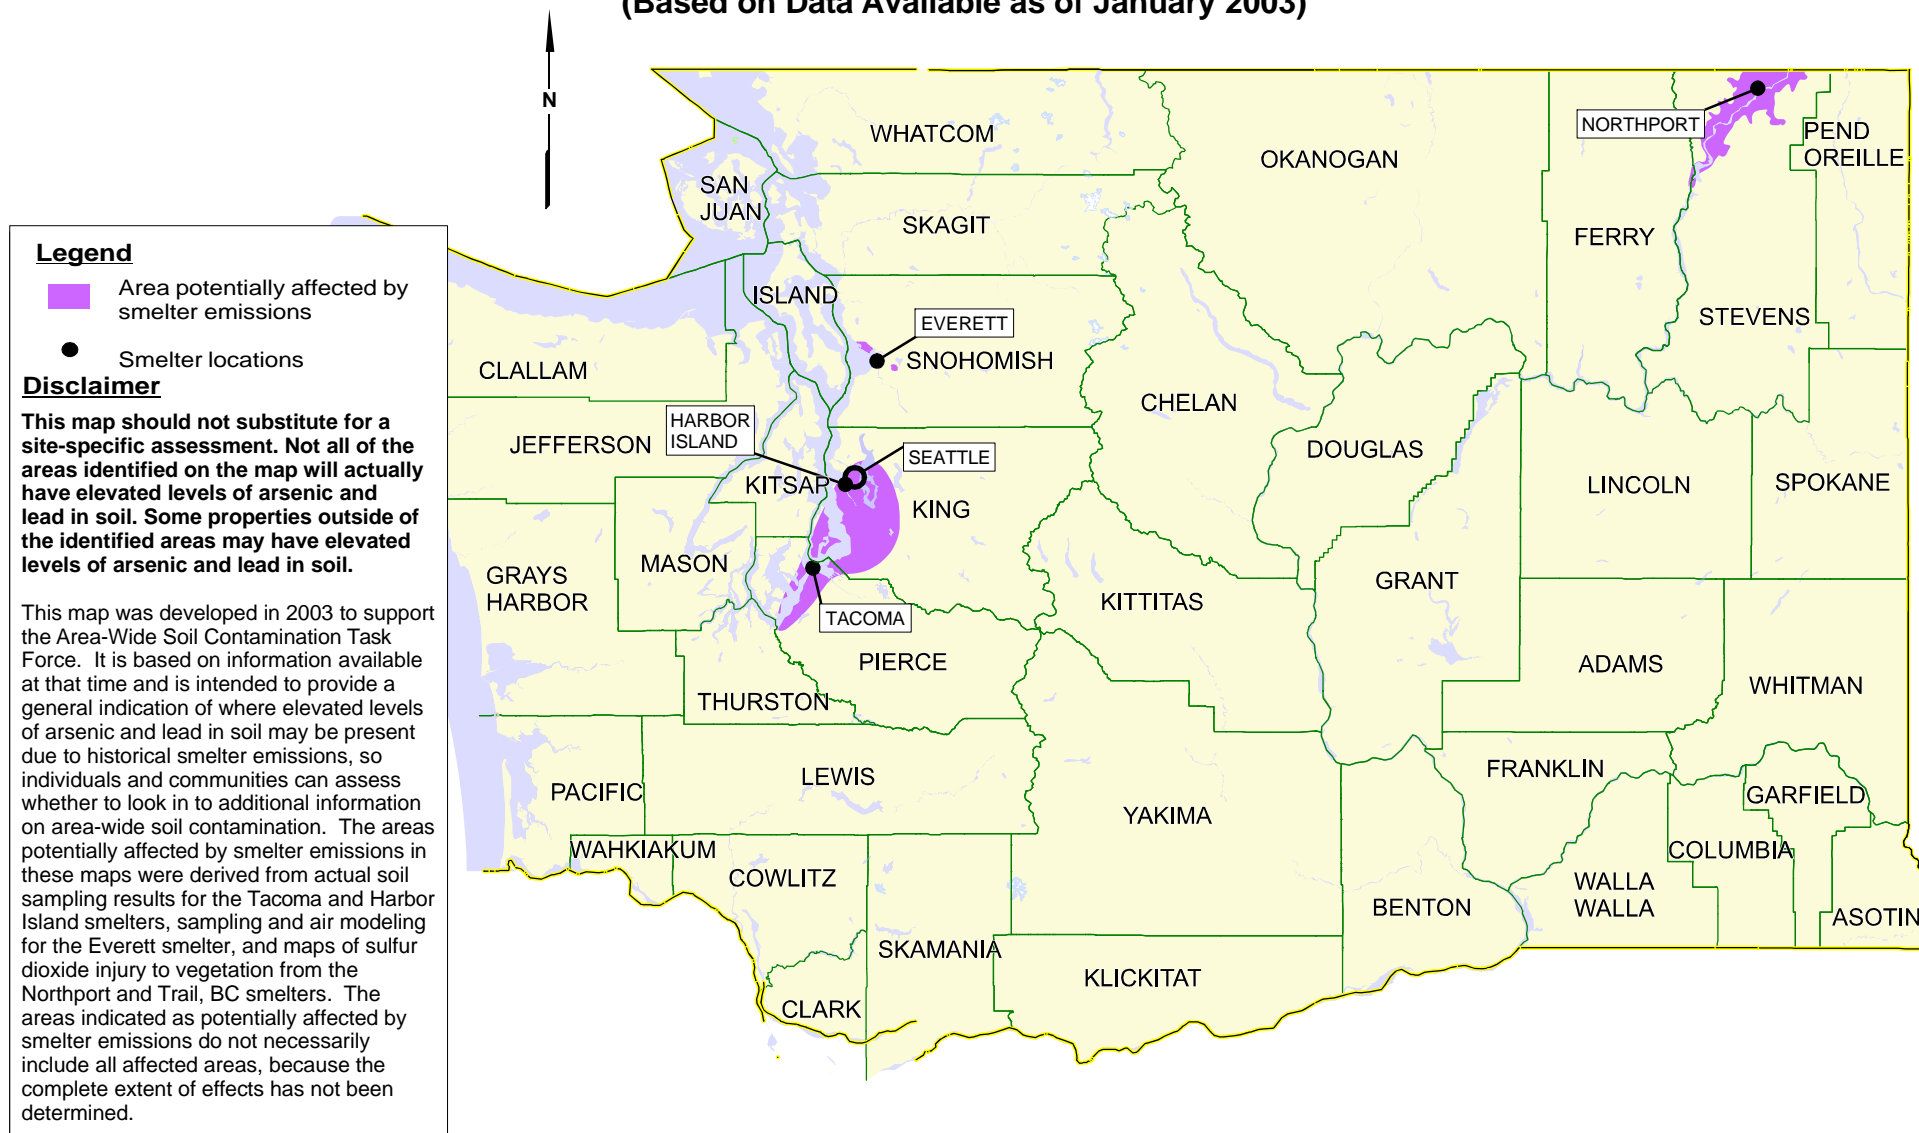 (Based on Data Available as of January 2003)
N
Legend
Area potentially affected by
smelter emissions
Smelter locations
Disclaimer
This map should not substitute for a
site-specific assessment. Not all of the
areas identified on the map will actually
have elevated levels of arsenic and
lead in soil. Some properties outside of
the identified areas may have elevated
levels of arsenic and lead in soil.
This map was developed in 2003 to support
the Area-Wide Soil Contamination Task
Force. It is based on information available
at that time and is intended to provide a
general indication of where elevated levels
of arsenic and lead in soil may be present
due to historical smelter emissions, so
individuals and communities can assess
whether to look in to additional information
on area-wide soil contamination. The areas
potentially affected by smelter emissions in
these maps were derived from actual soil
sampling results for the Tacoma and Harbor
Island smelters, sampling and air modeling
for the Everett smelter, and maps of sulfur
dioxide injury to vegetation from the
Northport and Trail, BC smelters. The
areas indicated as potentially affected by
smelter emissions do not necessarily
include all affected areas, because the
complete extent of effects has not been
determined.
WHATCOM
OKANOGAN
NORTHPORT
PEND
OREILLE
SAN
JUAN
SKAGIT
FERRY
ISLAND
EVERETT
STEVENS
SNOHOMISH
CLALLAM
CHELAN
HARBOR
ISLAND
JEFFERSON
SEATTLE
DOUGLAS
KITSAP
LINCOLN
SPOKANE
KING
MASON
GRAYS
HARBOR
GRANT
KITTITAS
TACOMA
PIERCE
ADAMS
WHITMAN
THURSTON
LEWIS
FRANKLIN
PACIFIC
GARFIELD
YAKIMA
WAHKIAKUM
COLUMBIA
COWLITZ
WALLA
WALLA
BENTON
ASOTIN
SKAMANIA
KLICKITAT
CLARK